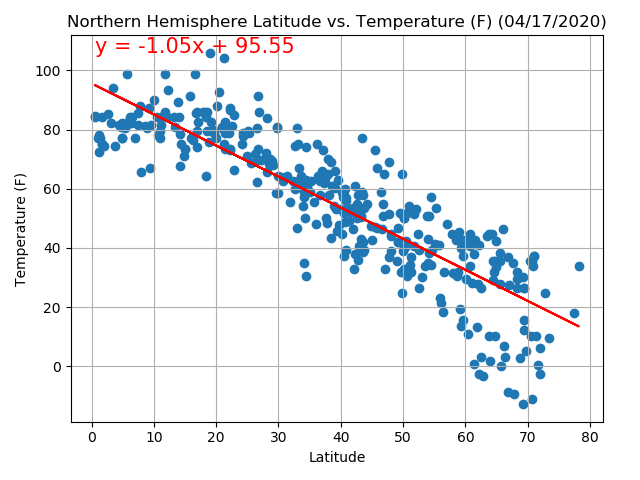 Northern Hemisphere Latitude vs. Temperature (F) (04/17/2020)
y = -1.05x + 95.55
100
80
60
40
20
0
Temperature (F)
0 10 20 30 40 50 60 70 80
Latitude